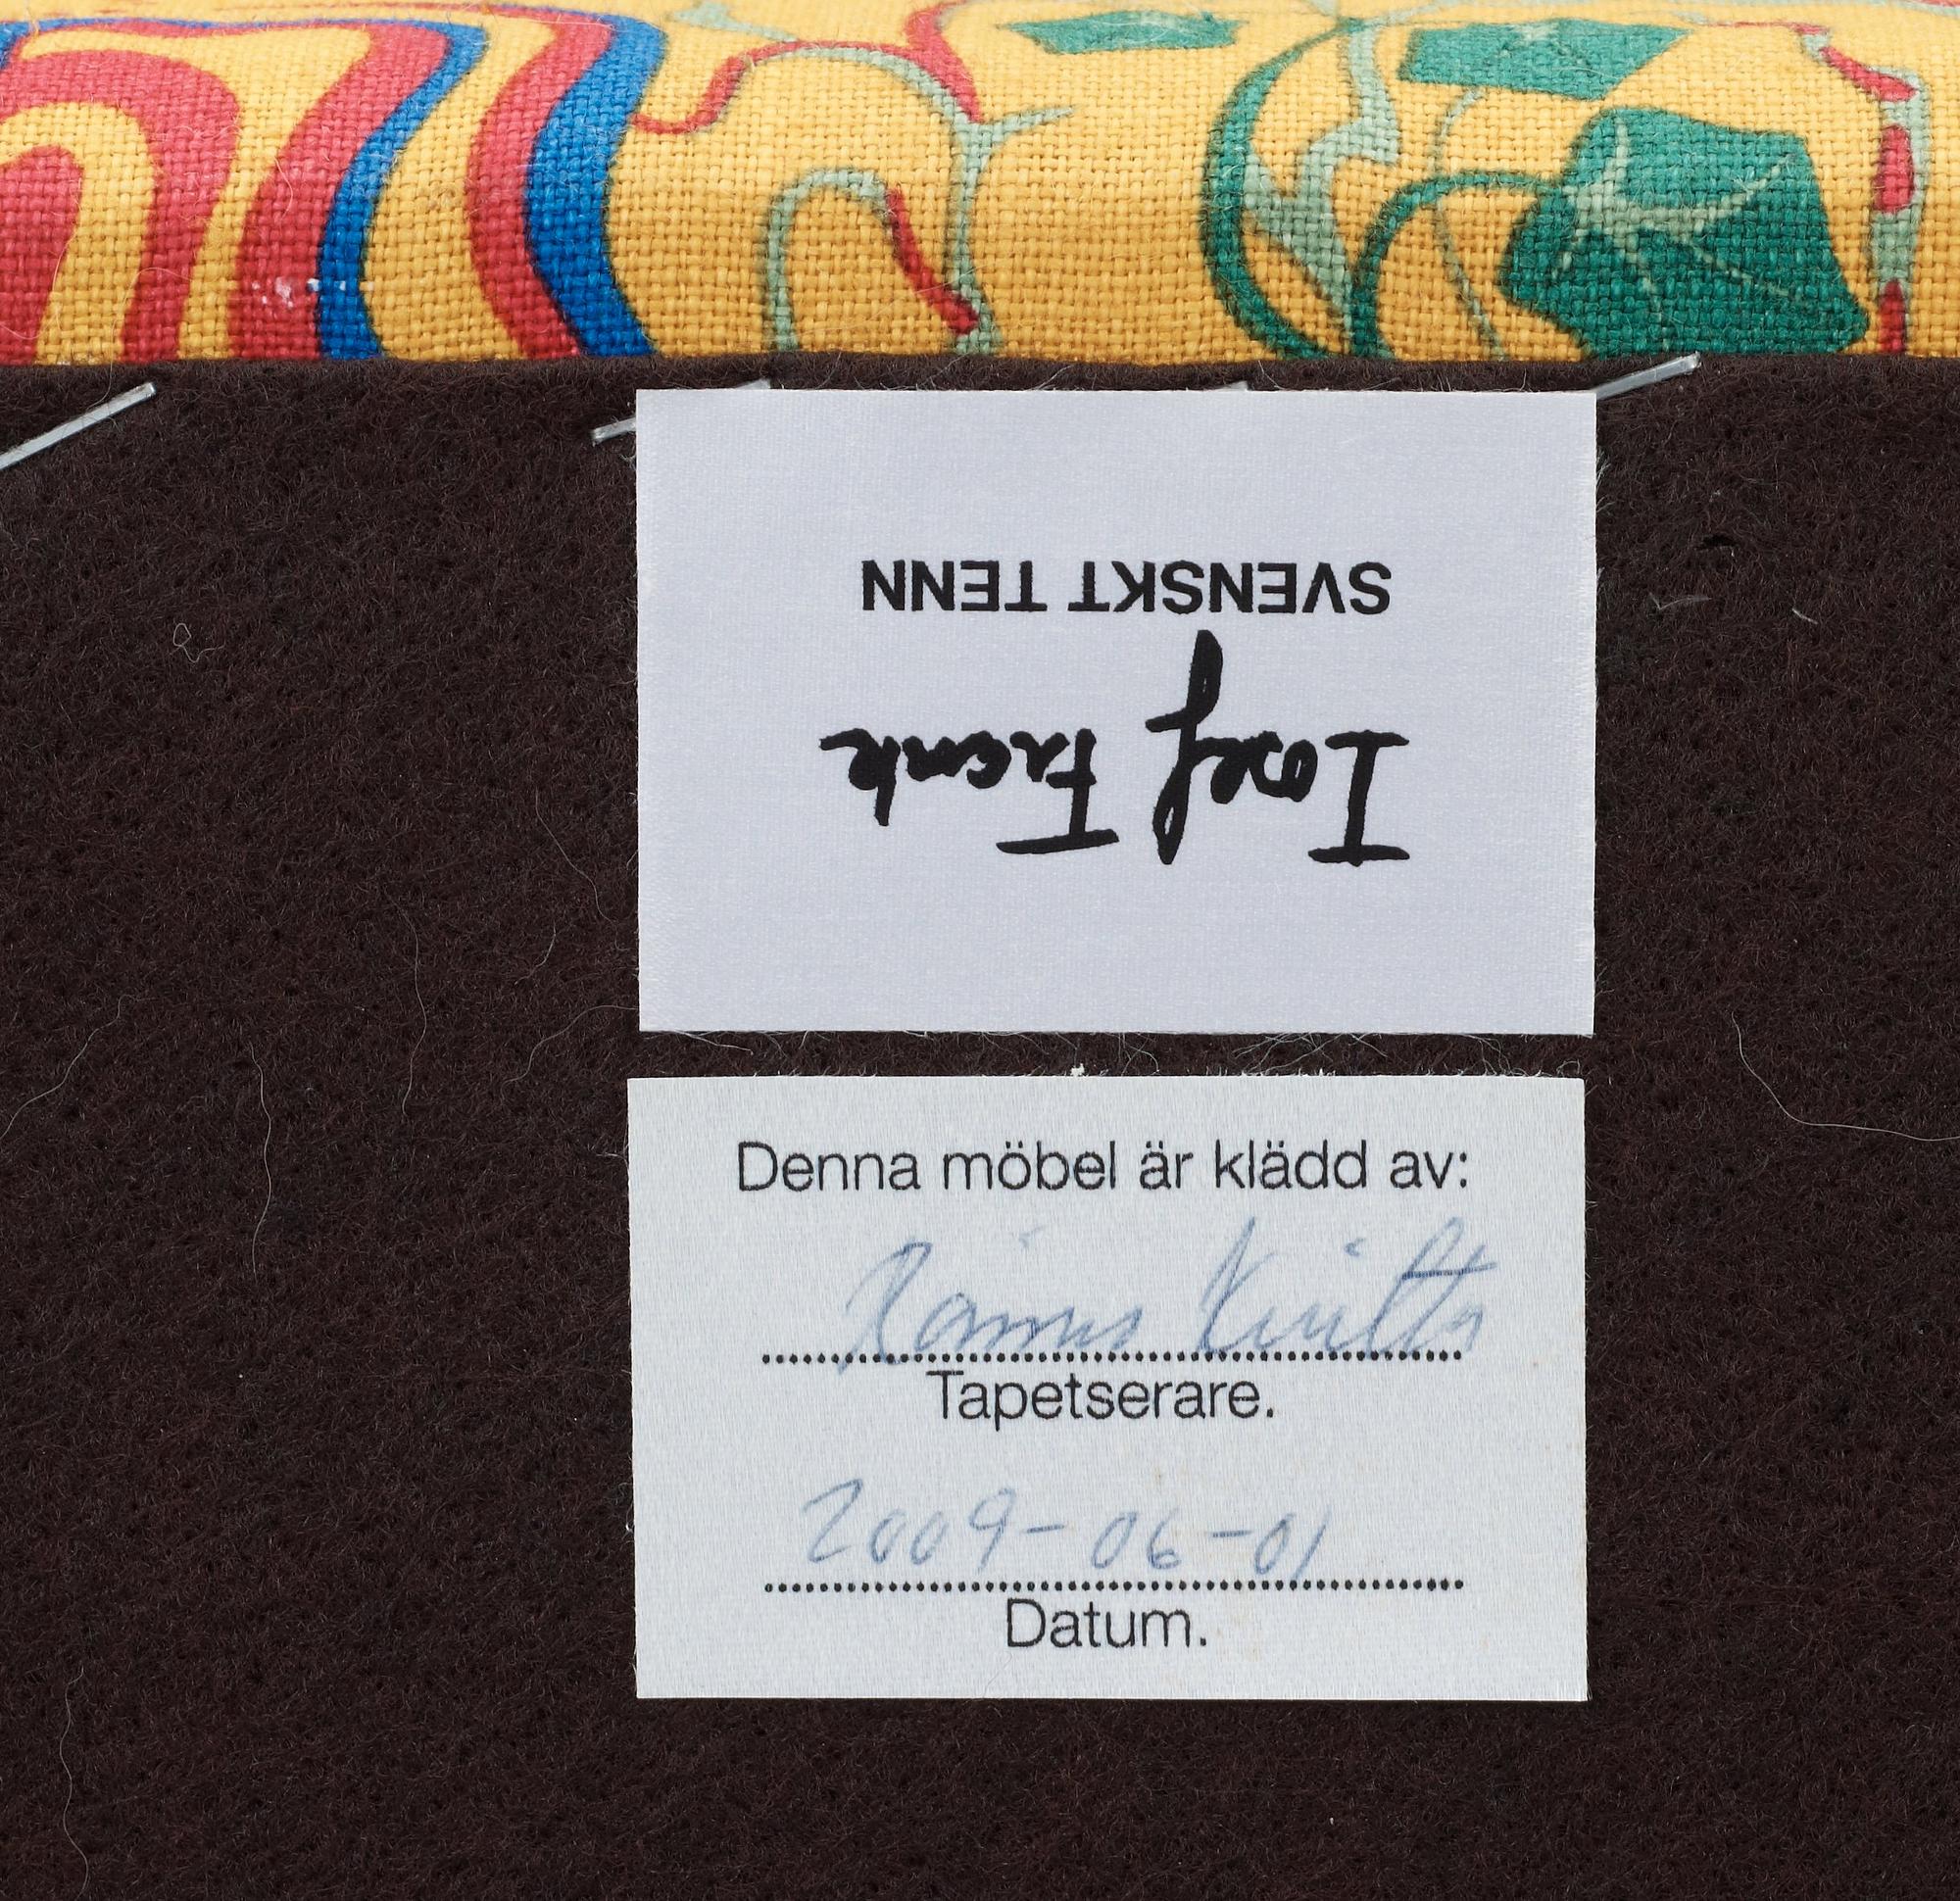 Josef Frank
SVENSKT TENN
Denna möbel är klädd av:
Tapetserare.
2009-06-01
Datum.